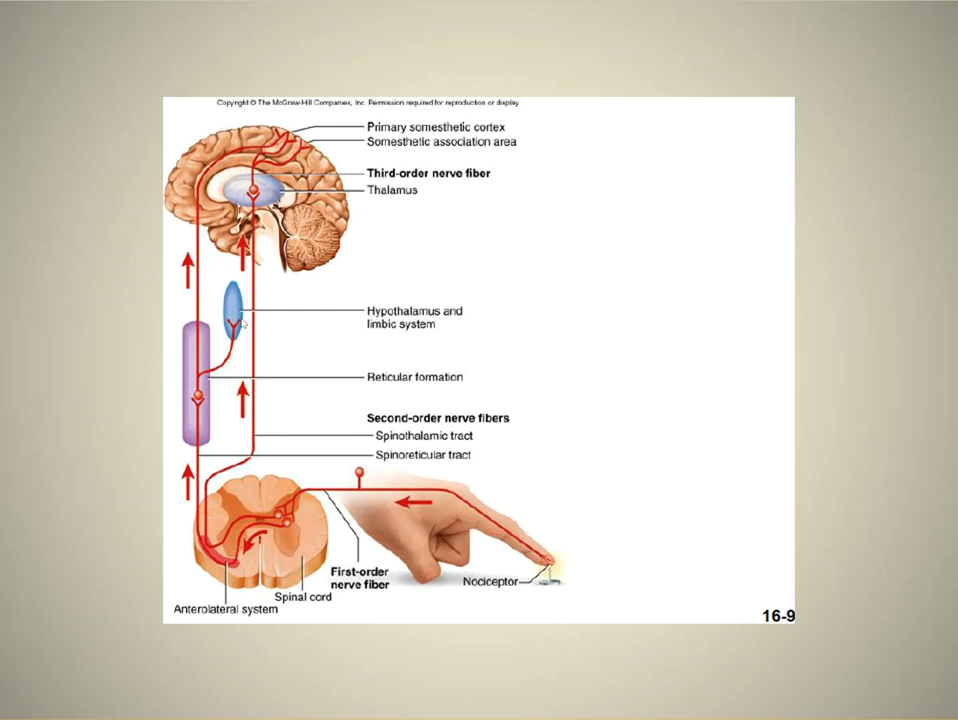 Copyright © The McGraw-Hill Companies, Inc. Permission required for reproduction or display
Primary somesthetic cortex
Somesthetic association area
Third-order nerve fiber
Thalamus
Hypothalamus and
limbic system
Reticular formation
Second-order nerve fibers
Spinothalamic tract
Spinoreticular tract
First-order
nerve fiber
Nociceptor
Spinal cord
Anterolateral system
16-9